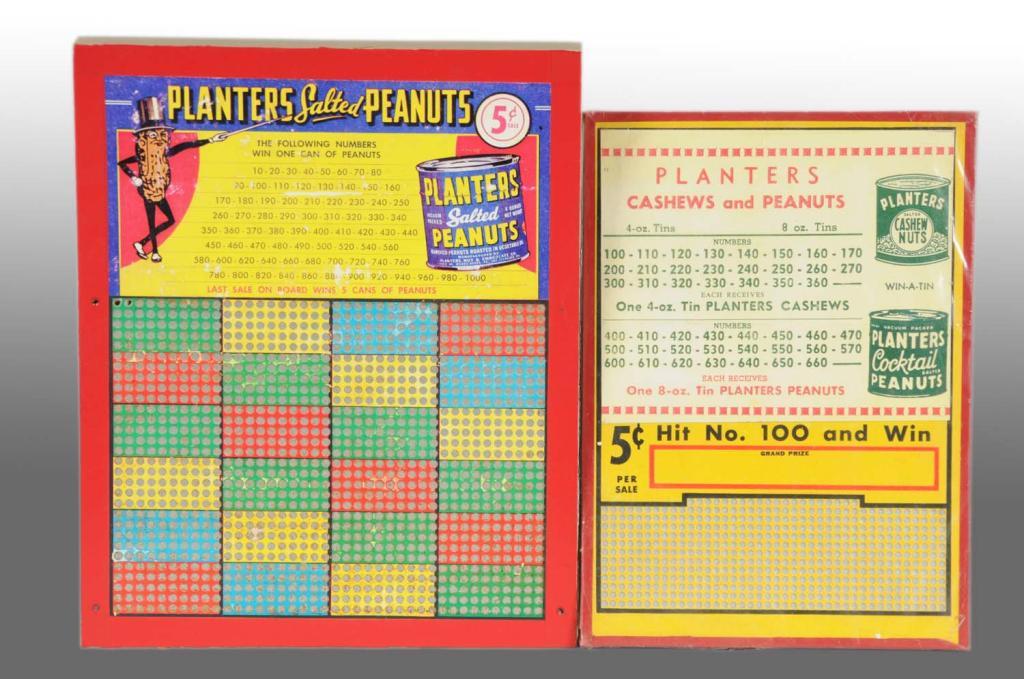 PLANTERS Salted PEANUTS
5¢
SALE
THE FOLLOWING NUMBERS
WIN ONE CAN OF PEANUTS
10 - 20 - 30 - 40 - 50 - 60 - 70 - 80
90 - 100 - 110 - 120 - 130 - 140 - 150 - 160
170 - 180 - 190 - 200 - 210 - 220 - 230 - 240 - 250
260 - 270 - 280 - 290 - 300 - 310 - 320 - 330 - 340
350 - 360 - 370 - 380 - 390 - 400 - 410 - 420 - 430 - 440
450 - 460 - 470 - 480 - 490 - 500 - 520 - 540 - 560
580 - 600 - 620 - 640 - 660 - 680 - 700 - 720 - 740 - 760
780 - 800 - 820 - 840 - 860 - 880 - 900 - 920 - 940 - 960 - 980 - 1000
LAST SALE ON BOARD WINS 5 CANS OF PEANUTS
PLANTERS
Salted
PEANUTS
PLANTERS
CASHEWS and PEANUTS
4-oz. Tins 8 oz. Tins
NUMBERS
100 - 110 - 120 - 130 - 140 - 150 - 160 - 170
200 - 210 - 220 - 230 - 240 - 250 - 260 - 270
300 - 310 - 320 - 330 - 340 - 350 - 360
EACH RECEIVES
One 4-oz. Tin PLANTERS CASHEWS
NUMBERS
400 - 410 - 420 - 430 - 440 - 450 - 460 - 470
500 - 510 - 520 - 530 - 540 - 550 - 560 - 570
600 - 610 - 620 - 630 - 640 - 650 - 660
EACH RECEIVES
One 8-oz. Tin PLANTERS PEANUTS
PLANTERS
SALTED
CASHEW
NUTS
WIN-A-TIN
VACUUM PACKED
PLANTERS
Cocktail
SALTED
PEANUTS
5¢ Hit No. 100 and Win
GRAND PRIZE
PER
SALE